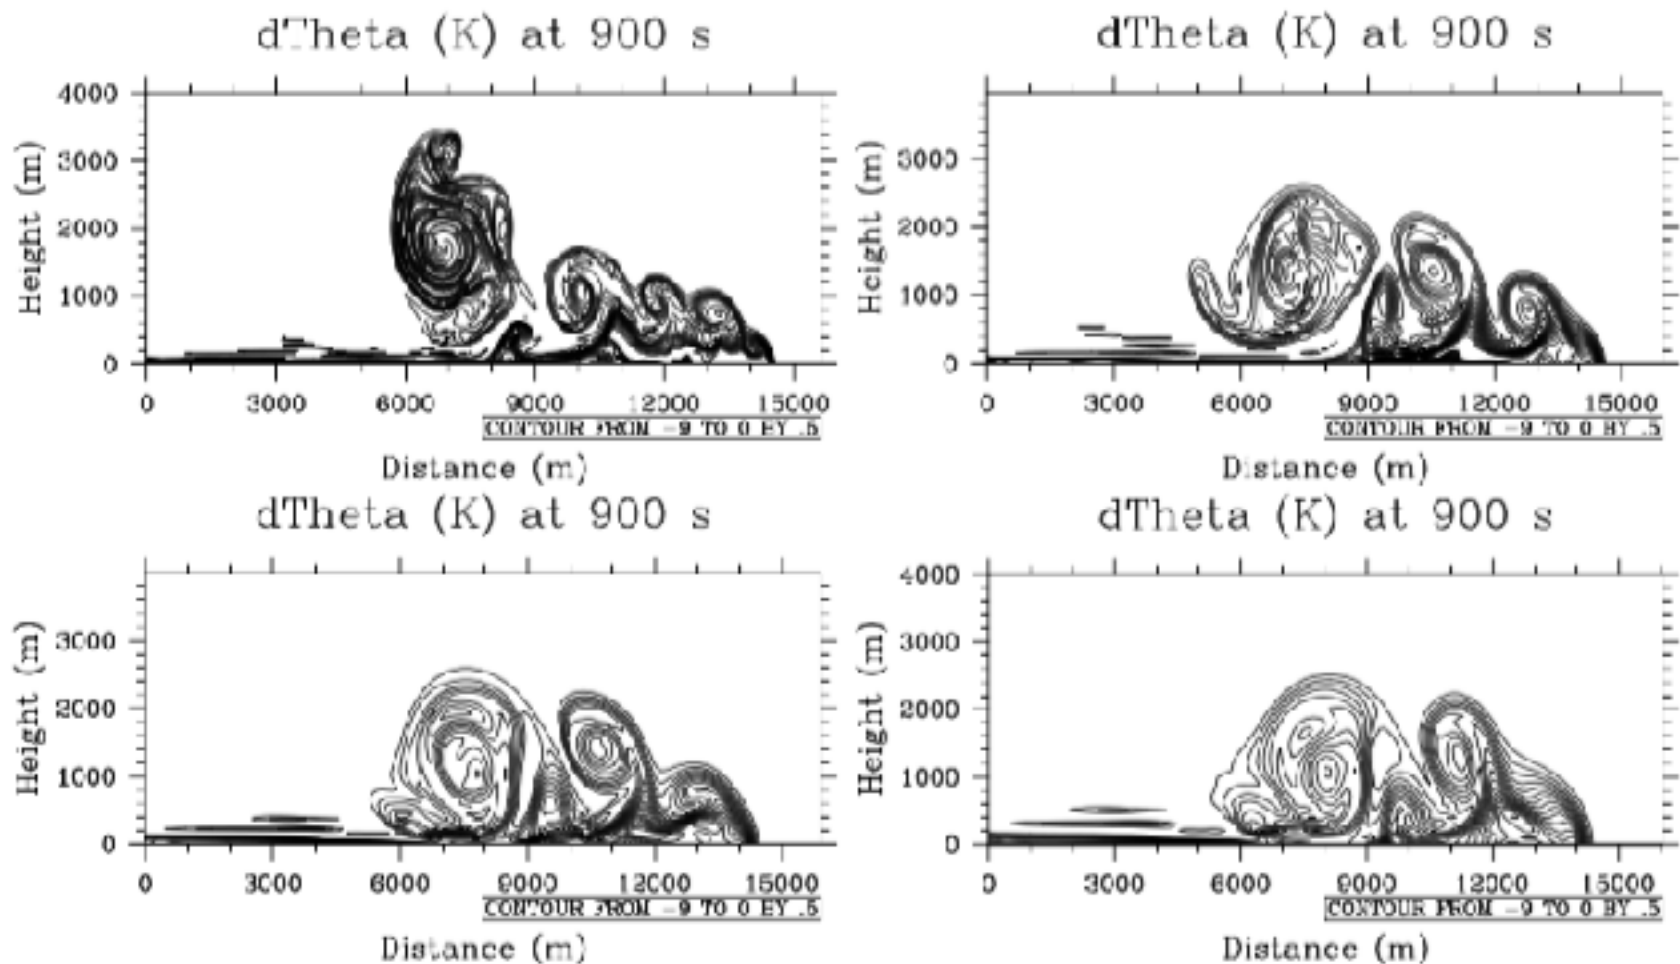 dTheta (K) at 900 s
4000
3000
2000
1000
0
Height (m)
0 3000 6000 9000 12000 15000
CONTOUR FROM -9 TO 0 BY .5
Distance (m)
dTheta (K) at 900 s
3000
2000
1000
0
Height (m)
0 3000 6000 9000 12000 15000
CONTOUR FROM -9 TO 0 BY .5
Distance (m)
dTheta (K) at 900 s
3000
2000
1000
0
Height (m)
0 3000 6000 9000 12000 15000
CONTOUR FROM -9 TO 0 BY .5
Distance (m)
dTheta (K) at 900 s
4000
3000
2000
1000
0
Height (m)
0 3000 6000 9000 12000 15000
CONTOUR FROM -9 TO 0 BY .5
Distance (m)